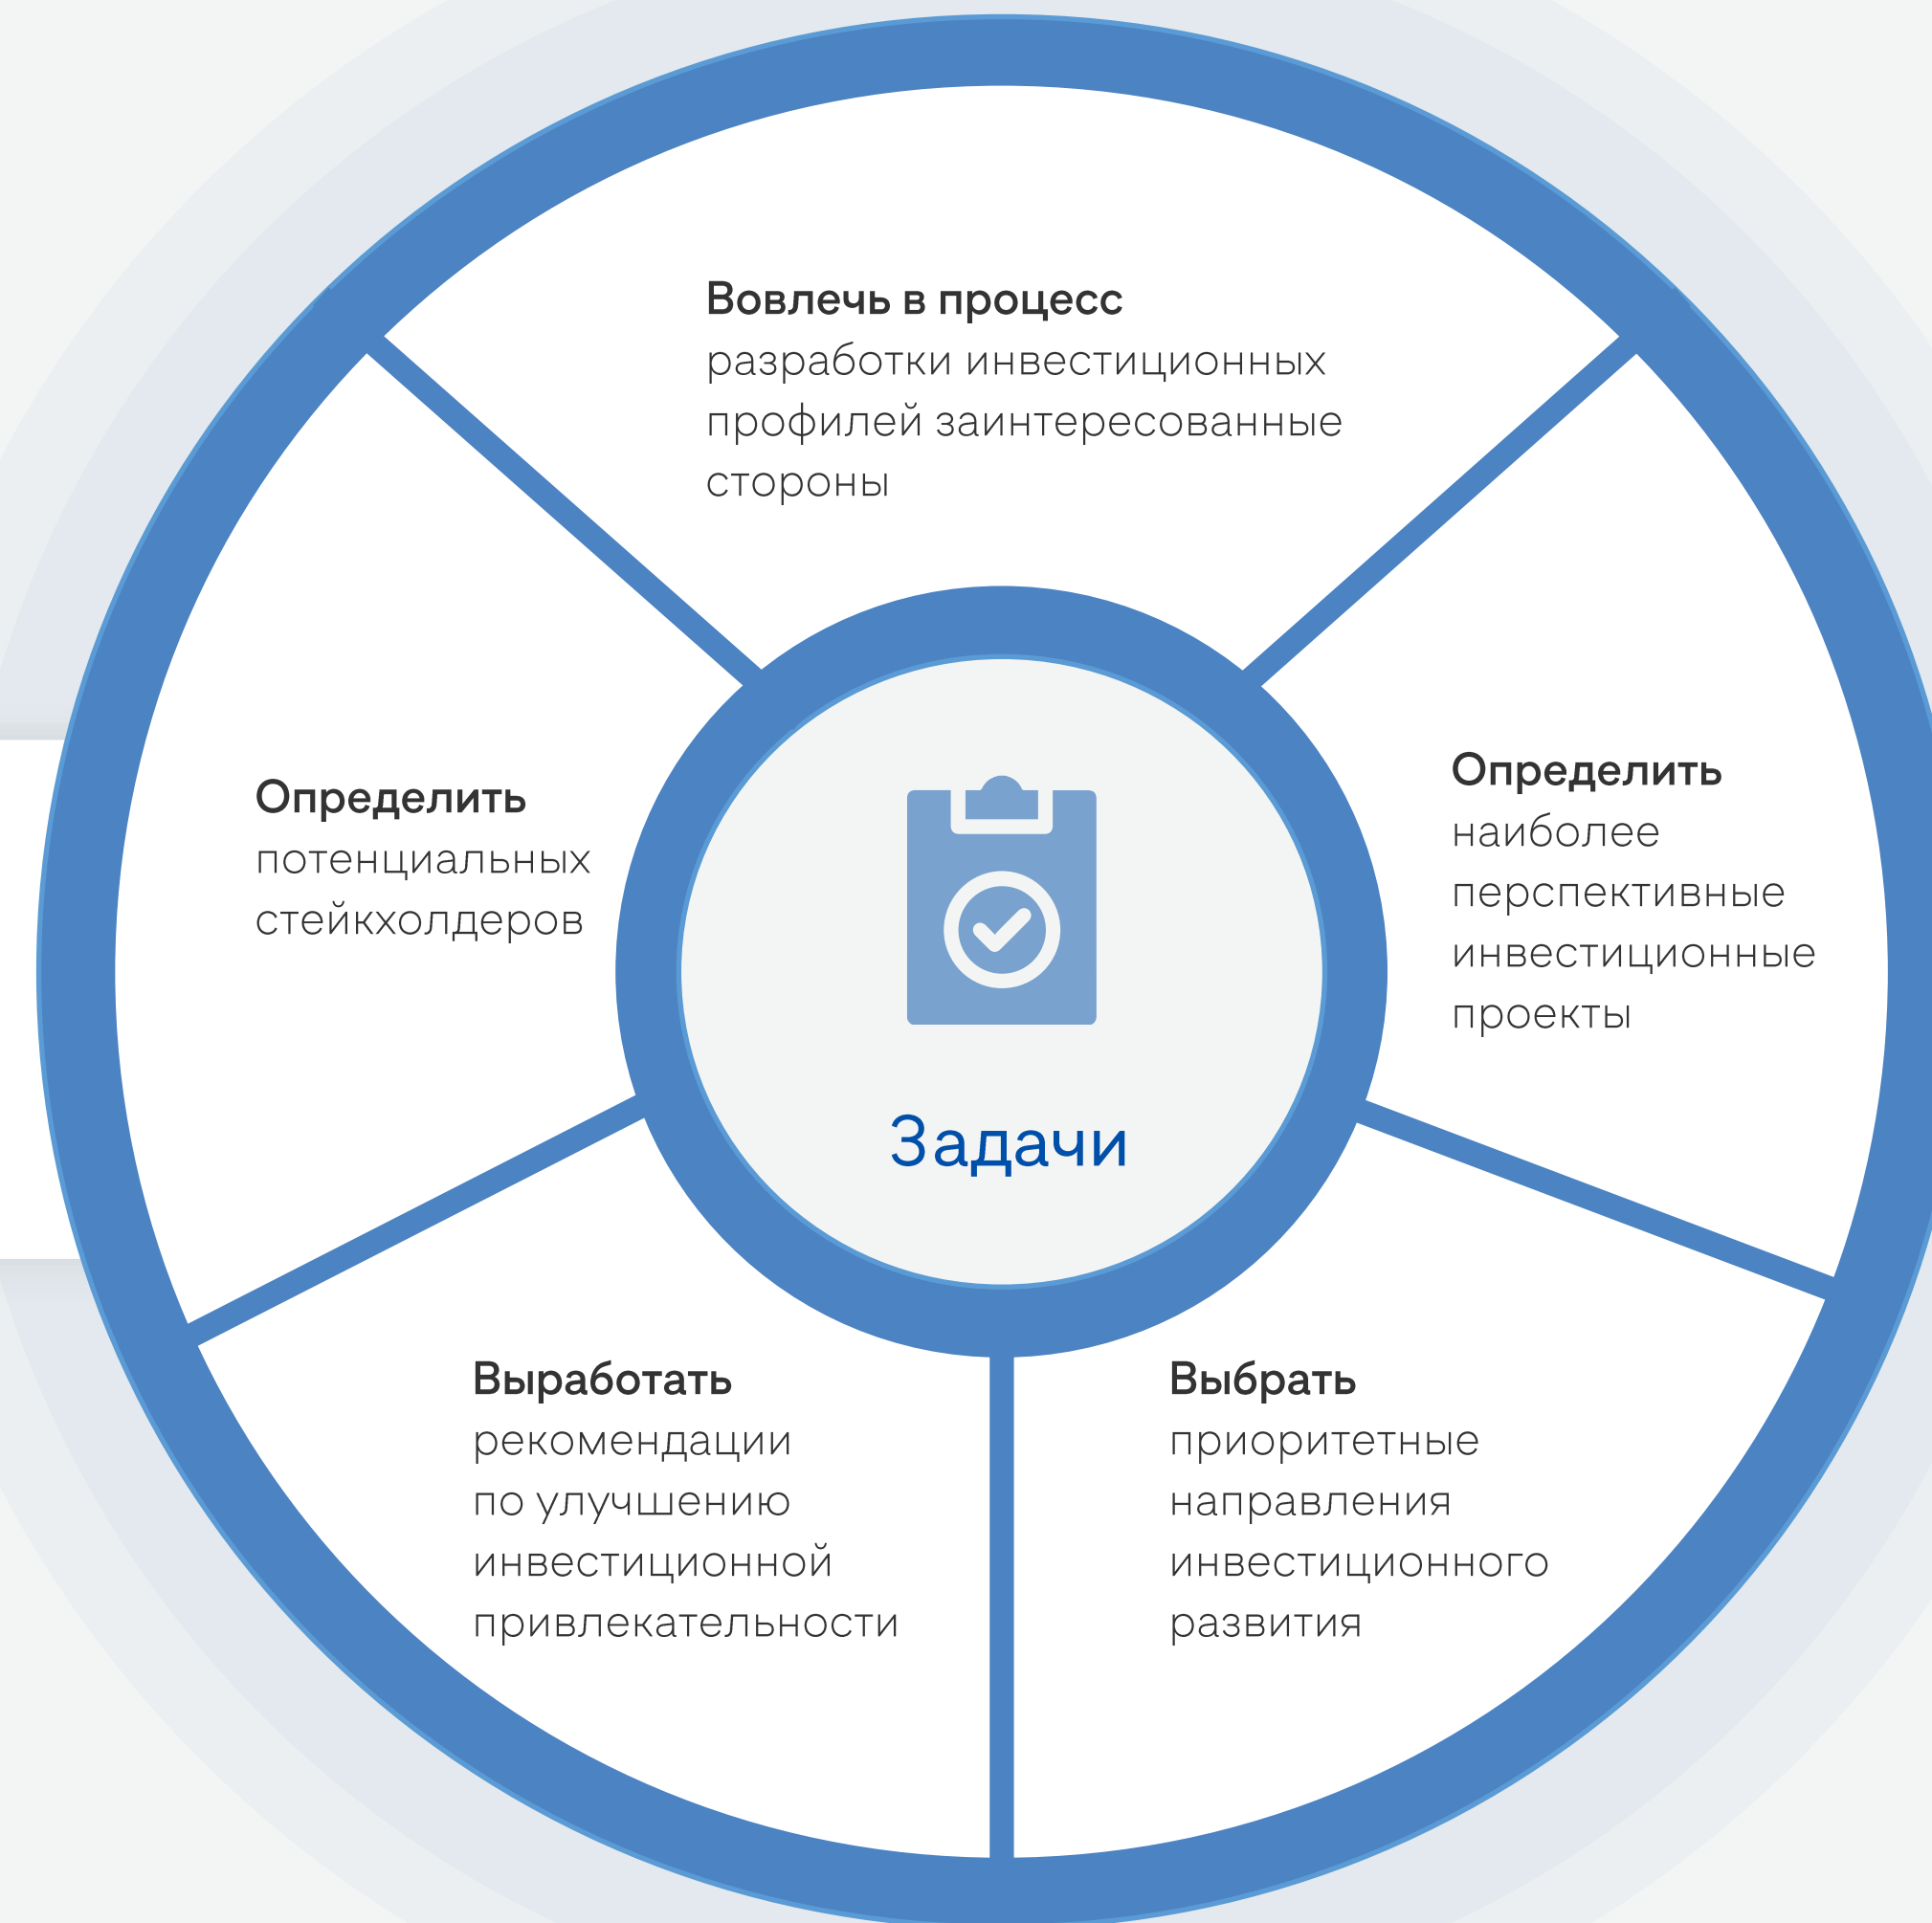 Вовлечь в процесс
разработки инвестиционных
профилей заинтересованные
стороны
Определить
потенциальных
стейкхолдеров
Определить
наиболее
перспективные
инвестиционные
проекты
Задачи
Выработать
рекомендации
по улучшению
инвестиционной
привлекательности
Выбрать
приоритетные
направления
инвестиционного
развития